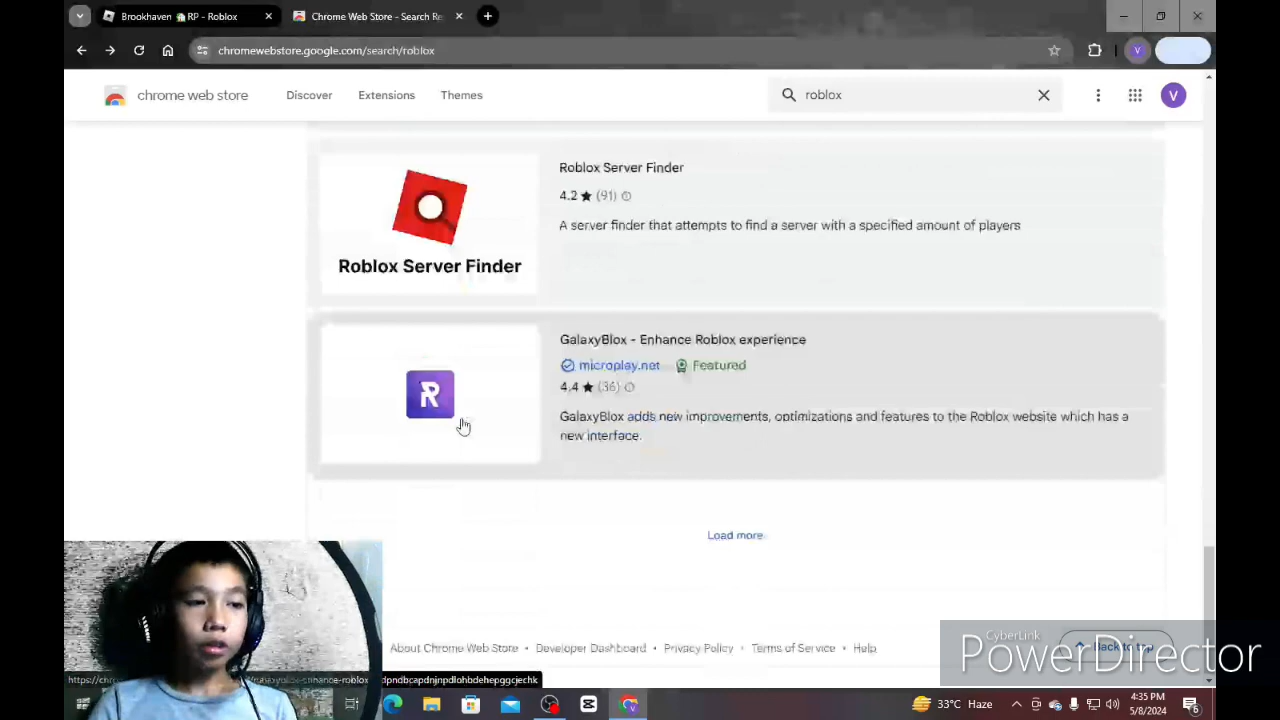 Brookhaven 🏡RP - Roblox
Chrome Web Store - Search Re
chromewebstore.google.com/search/roblox
V
chrome web store
Discover
Extensions
Themes
roblox
V
Roblox Server Finder
Roblox Server Finder
4.2 ★ (91)
A server finder that attempts to find a server with a specified amount of players
R
GalaxyBlox - Enhance Roblox experience
microplay.net
Featured
4.4 ★ (36)
GalaxyBlox adds new improvements, optimizations and features to the Roblox website which has a
new interface.
Load more
About Chrome Web Store • Developer Dashboard • Privacy Policy • Terms of Service • Help
Back to top
CyberLink
PowerDirector
33°C Haze
4:35 PM
5/8/2024
6